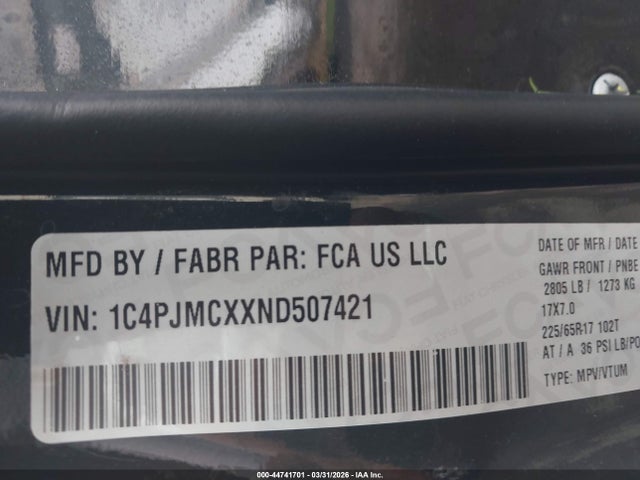 MFD BY / FABR PAR: FCA US LLC
VIN: 1C4PJMCXXND507421
DATE OF MFR / DATE
GAWR FRONT / PNBE
2805 LB / 1273 KG
17X7.0
225/65R-17 102T
AT / A 36 PSI LB/PO
TYPE: MPV/VTUM
000-44741701 - 03/31/2026 - IAA Inc.